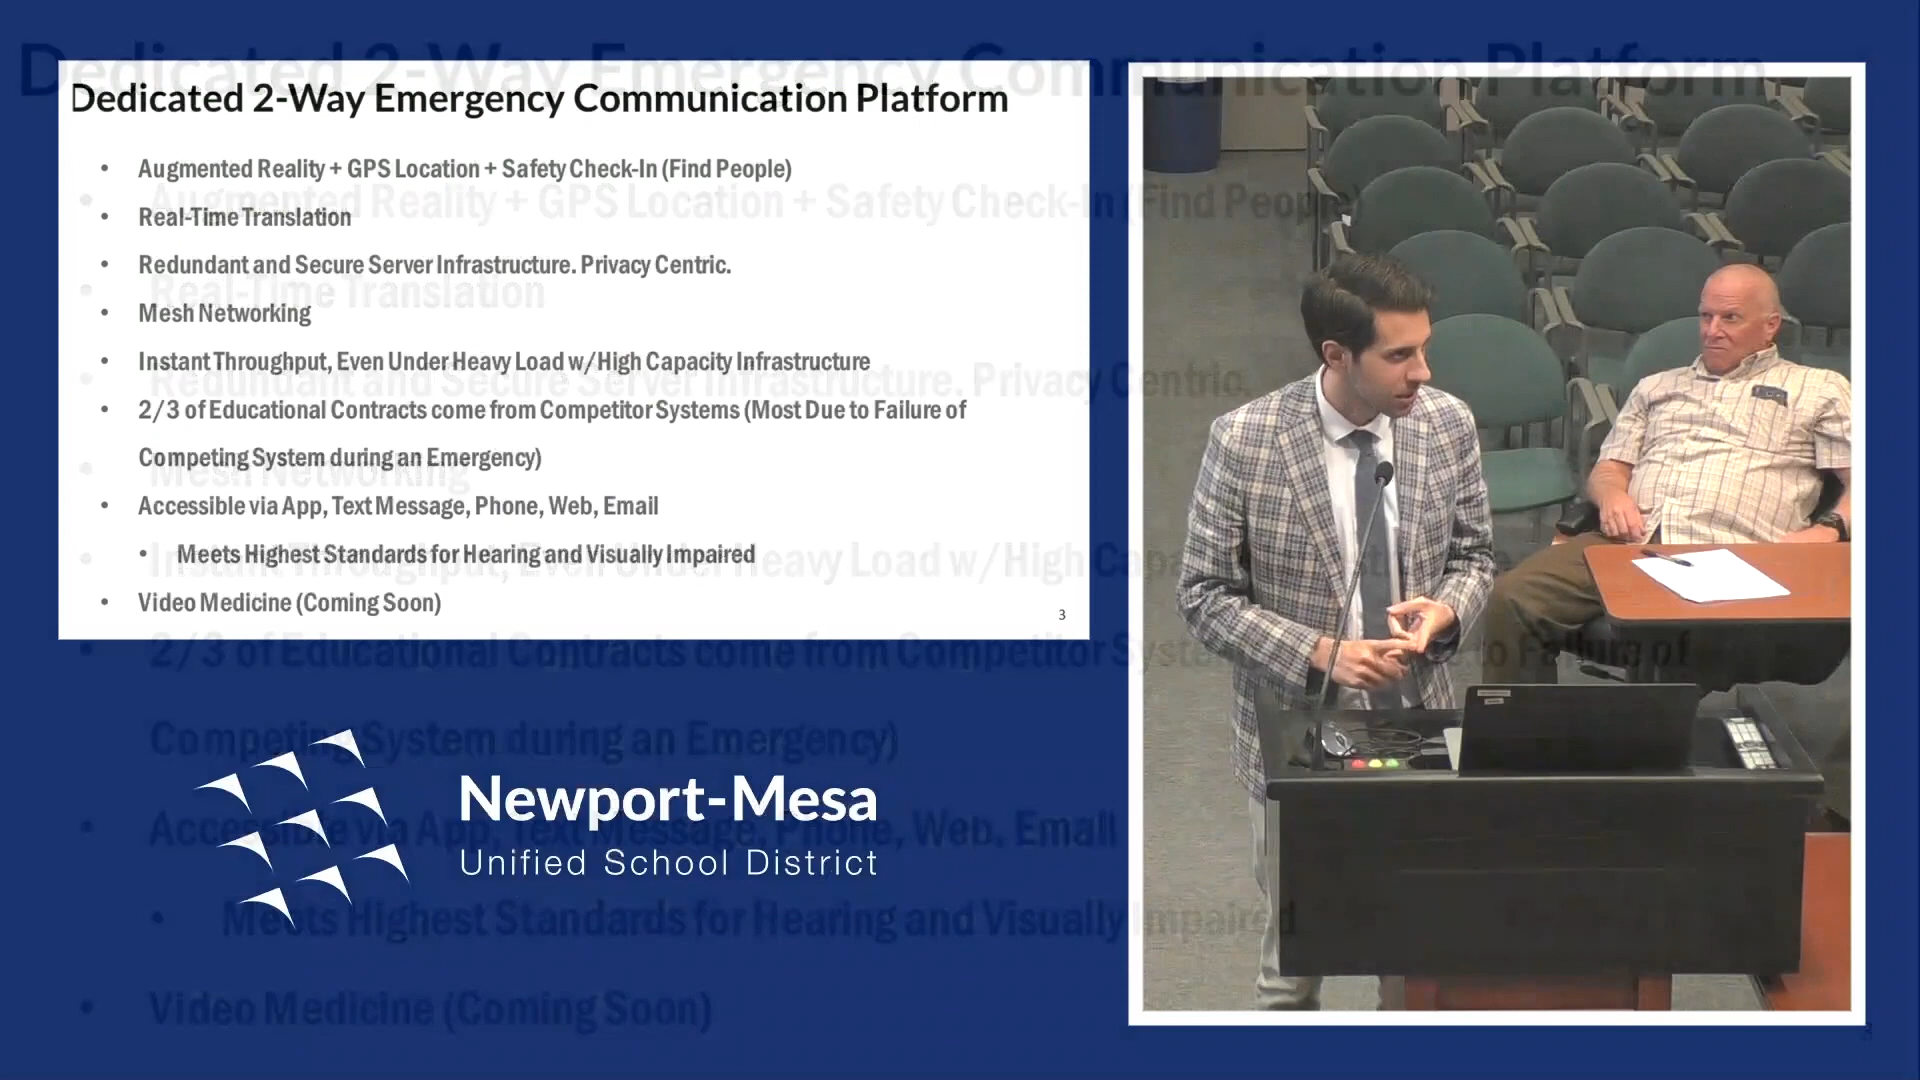 Dedicated 2-Way Emergency Communication Platform
• Augmented Reality + GPS Location + Safety Check-In (Find People)
• Real-Time Translation
• Redundant and Secure Server Infrastructure. Privacy Centric.
• Mesh Networking
• Instant Throughput, Even Under Heavy Load w/High Capacity Infrastructure
• 2/3 of Educational Contracts come from Competitor Systems (Most Due to Failure of
Competing System during an Emergency)
• Accessible via App, Text Message, Phone, Web, Email
• Meets Highest Standards for Hearing and Visually Impaired
• Video Medicine (Coming Soon)
3
Newport-Mesa
Unified School District